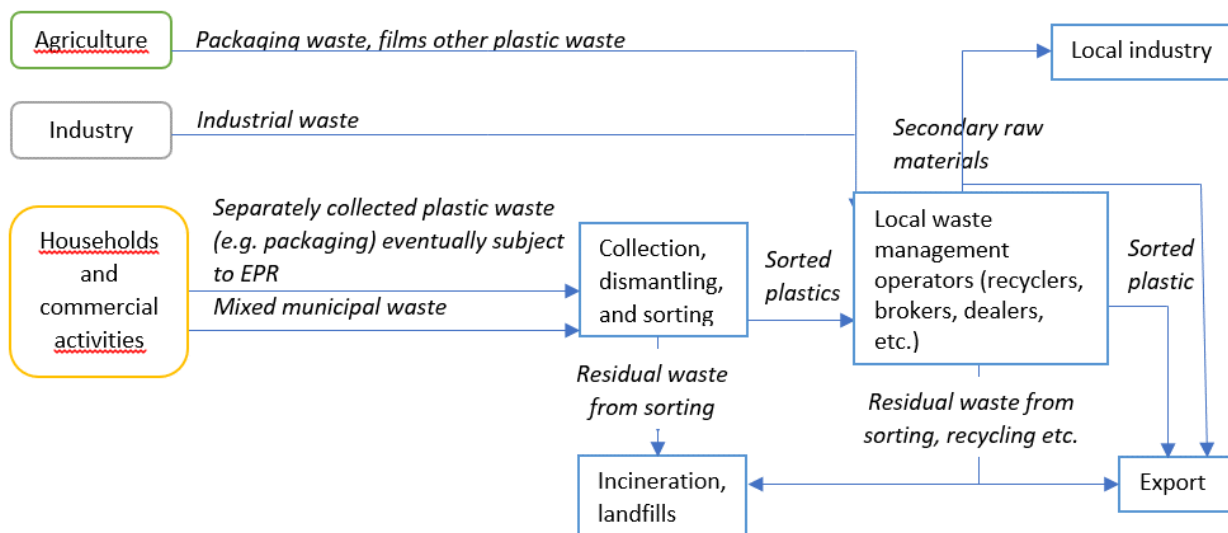 Agriculture
Packaging waste, films other plastic waste
Local industry
Industry
Industrial waste
Secondary raw
materials
Households
and
commercial
activities
Separately collected plastic waste
(e.g. packaging) eventually subject
to EPR
Mixed municipal waste
Collection,
dismantling,
and sorting
Sorted
plastics
Local waste
management
operators (recyclers,
brokers, dealers,
etc.)
Sorted
plastic
Residual waste
from sorting
Residual waste from
sorting, recycling etc.
Incineration,
landfills
Export